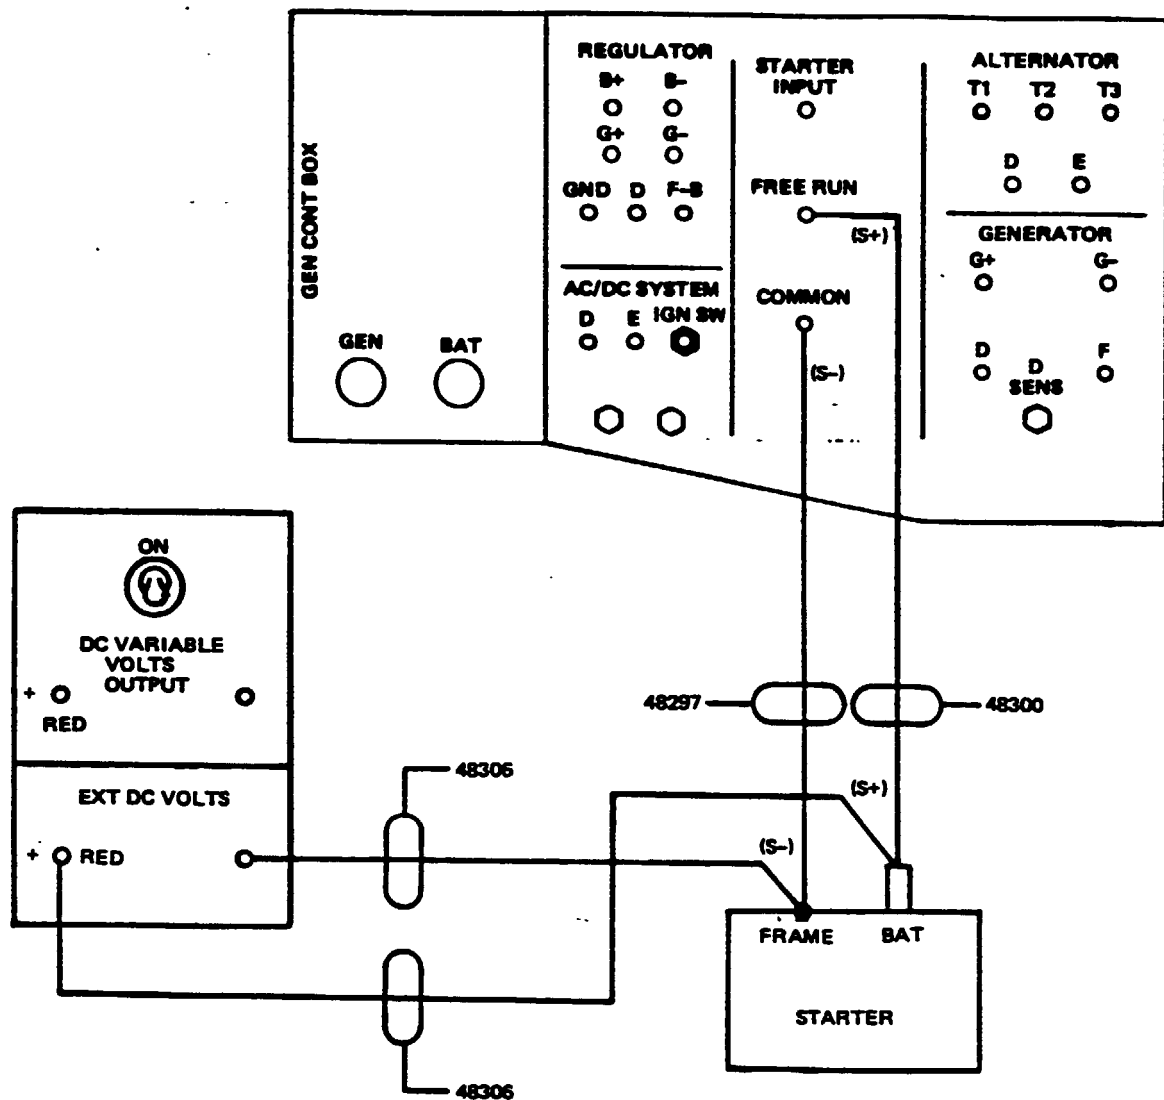 REGULATOR
B+ B-
G+ G-
GND D F-B
AC/DC SYSTEM
D E IGN SW
STARTER
INPUT
FREE RUN
(S+)
COMMON
(S-)
ALTERNATOR
T1 T2 T3
D E
GENERATOR
G+ G-
D D F
SENS
GEN CONT BOX
GEN BAT
ON
DC VARIABLE
VOLTS
OUTPUT
+
RED
EXT DC VOLTS
+ RED
48297
48300
48306
(S+)
(S-)
FRAME BAT
STARTER
48306